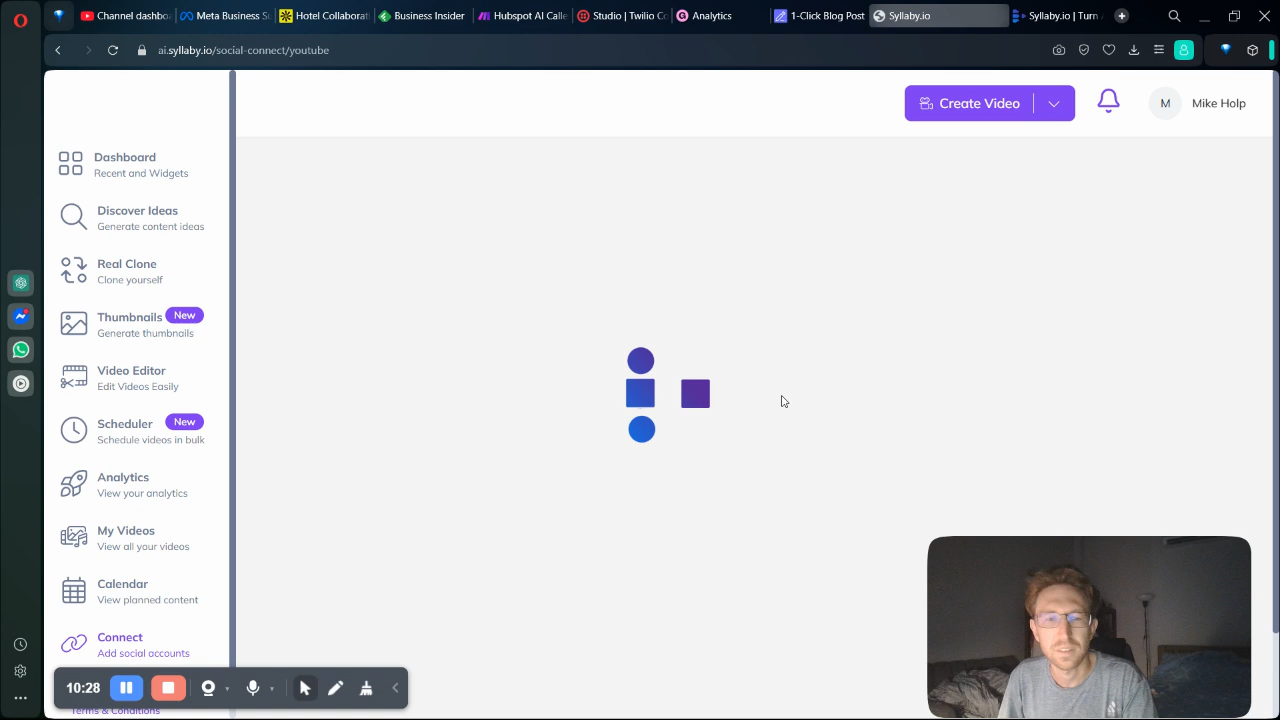 Channel dashbo
Meta Business Su
Hotel Collaborat
Business Insider
Hubspot AI Calle
Studio | Twilio Co
Analytics
1-Click Blog Post
Syllaby.io
Syllaby.io | Turn
ai.syllaby.io/social-connect/youtube
Create Video
M
Mike Holp
Dashboard
Recent and Widgets
Discover Ideas
Generate content ideas
Real Clone
Clone yourself
Thumbnails New
Generate thumbnails
Video Editor
Edit Videos Easily
Scheduler New
Schedule videos in bulk
Analytics
View your analytics
My Videos
View all your videos
Calendar
View planned content
Connect
Add social accounts
10:28
Terms & Conditions